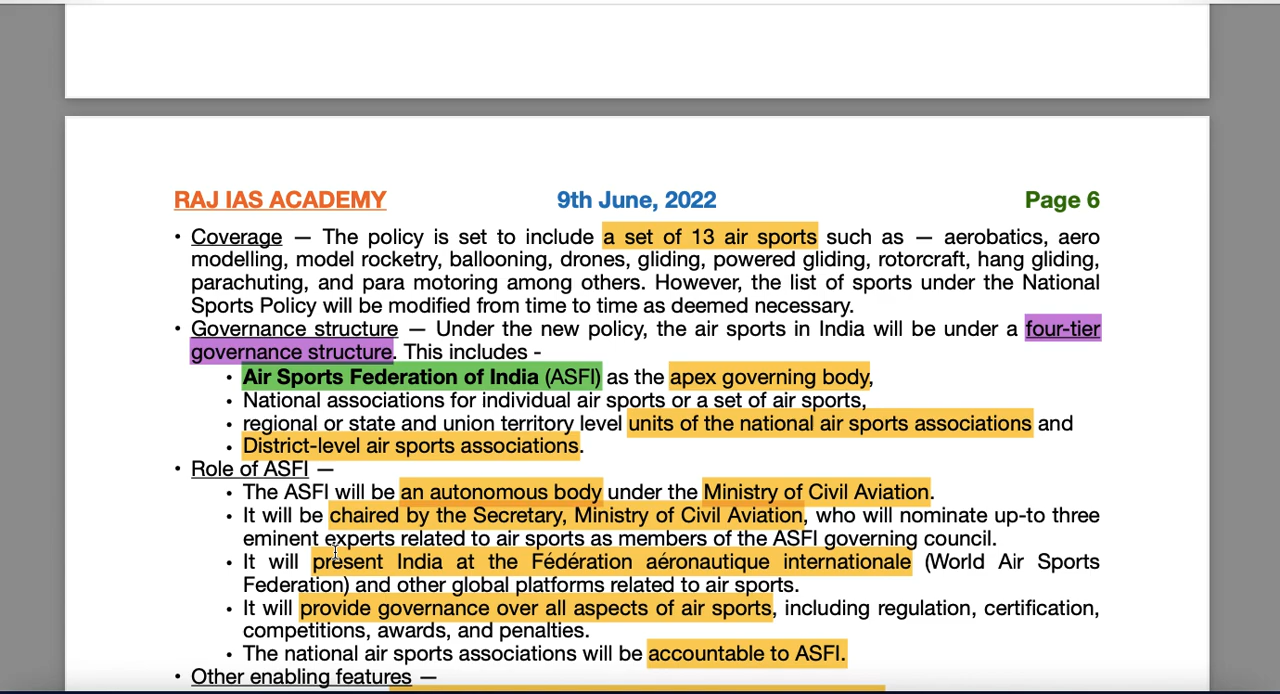 RAJ IAS ACADEMY 9th June, 2022 Page 6
• Coverage — The policy is set to include a set of 13 air sports such as — aerobatics, aero
modelling, model rocketry, ballooning, drones, gliding, powered gliding, rotorcraft, hang gliding,
parachuting, and para motoring among others. However, the list of sports under the National
Sports Policy will be modified from time to time as deemed necessary.
• Governance structure — Under the new policy, the air sports in India will be under a four-tier
governance structure. This includes -
• Air Sports Federation of India (ASFI) as the apex governing body,
• National associations for individual air sports or a set of air sports,
• regional or state and union territory level units of the national air sports associations and
• District-level air sports associations.
• Role of ASFI —
• The ASFI will be an autonomous body under the Ministry of Civil Aviation.
• It will be chaired by the Secretary, Ministry of Civil Aviation, who will nominate up-to three
eminent experts related to air sports as members of the ASFI governing council.
• It will present India at the Fédération aéronautique internationale (World Air Sports
Federation) and other global platforms related to air sports.
• It will provide governance over all aspects of air sports, including regulation, certification,
competitions, awards, and penalties.
• The national air sports associations will be accountable to ASFI.
• Other enabling features —